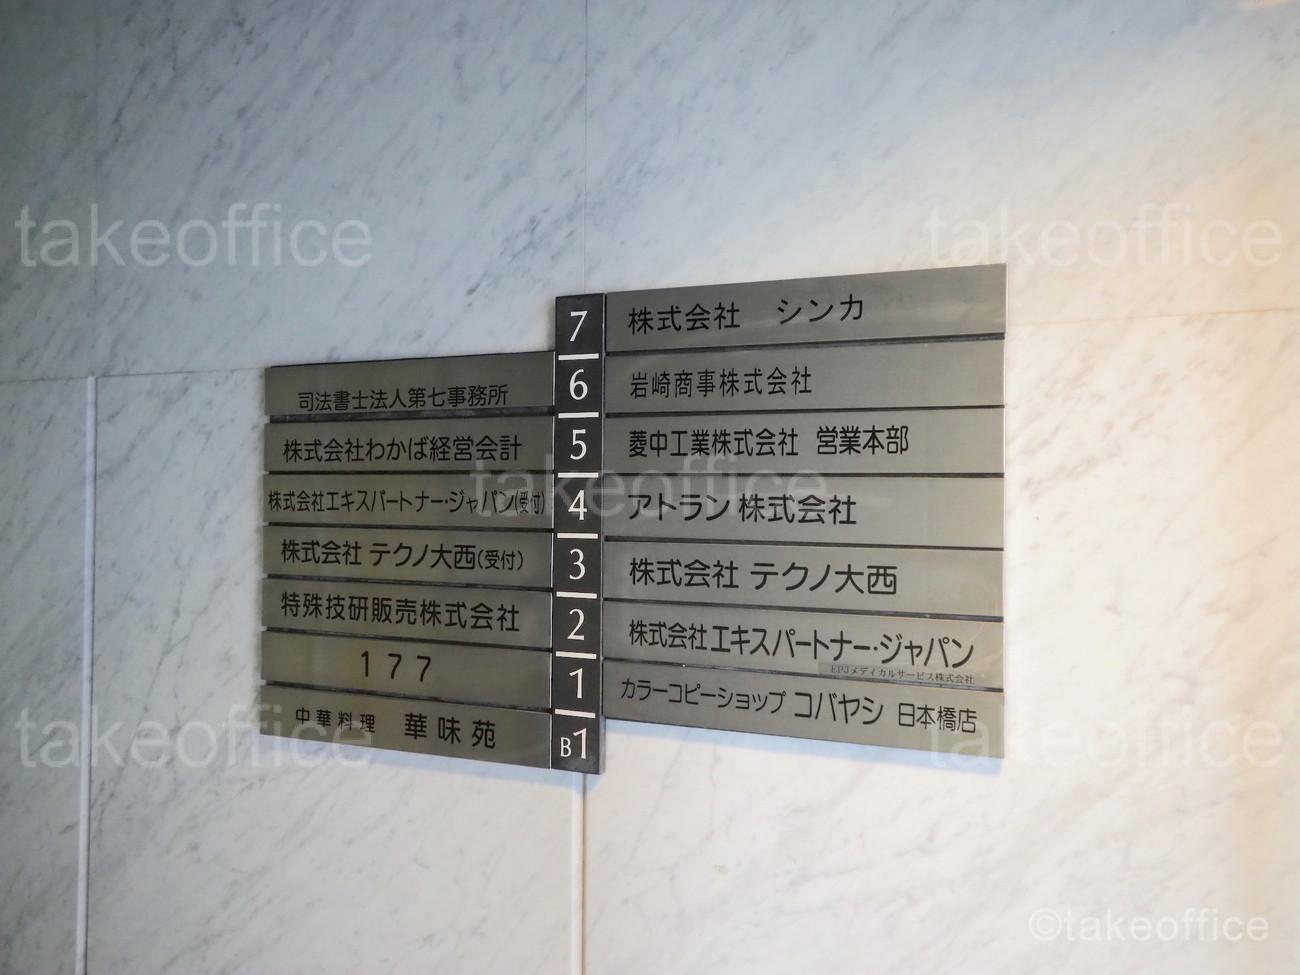 takeoffice
takeoffice
7
株式会社 シンカ
司法書士法人第七事務所
6
岩崎商事株式会社
株式会社わかば経営会計
5
菱中工業株式会社 営業本部
株式会社エキスパートナー・ジャパン(受付)
takeoffice
4
アトラン株式会社
株式会社 テクノ大西(受付)
3
株式会社 テクノ大西
特殊技研販売株式会社
2
株式会社エキスパートナー・ジャパン
EPJメディカルサービス株式会社
177
1
カラーコピーショップ コバヤシ 日本橋店
中華料理 華味苑
B1
takeoffice
takeoffice
©takeoffice